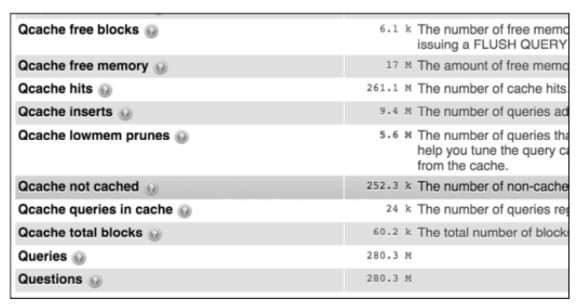 Qcache free blocks 6.1 k The number of free memo
issuing a FLUSH QUERY
Qcache free memory 17 M The amount of free memo
Qcache hits 261.1 M The number of cache hits.
Qcache inserts 9.4 M The number of queries ad
Qcache lowmem prunes 5.6 M The number of queries tha
help you tune the query ca
from the cache.
Qcache not cached 252.3 k The number of non-cache
Qcache queries in cache 24 k The number of queries reg
Qcache total blocks 60.2 k The total number of blocks
Queries 280.3 M
Questions 280.3 M